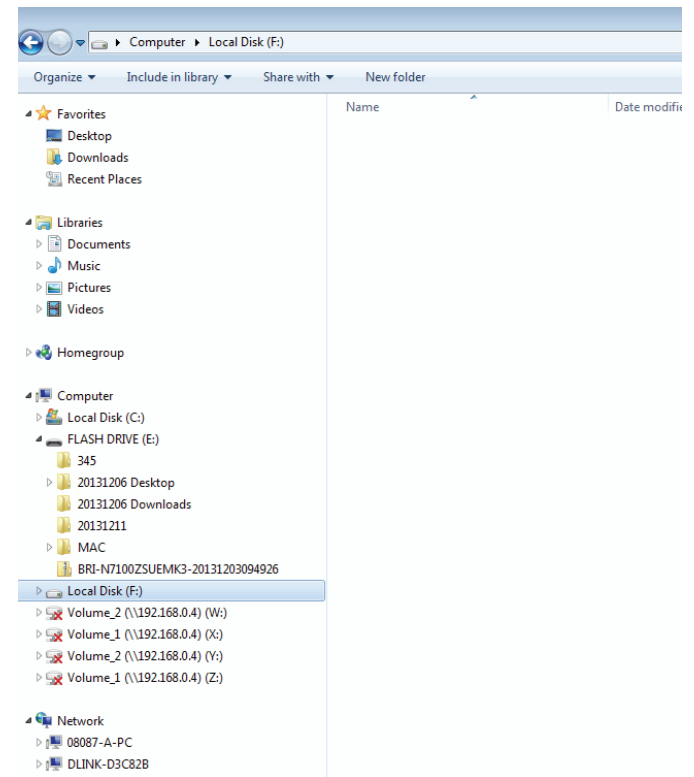 Computer Local Disk (F:)
Organize Include in library Share with New folder
Favorites
Desktop
Downloads
Recent Places
Libraries
Documents
Music
Pictures
Videos
Homegroup
Computer
Local Disk (C:)
FLASH DRIVE (E:)
345
20131206 Desktop
20131206 Downloads
20131211
MAC
BRI-N7100ZSUEMK3-20131203094926
Local Disk (F:)
Volume_2 (\\192.168.0.4) (W:)
Volume_1 (\\192.168.0.4) (X:)
Volume_2 (\\192.168.0.4) (Y:)
Volume_1 (\\192.168.0.4) (Z:)
Network
08087-A-PC
DLINK-D3C82B
Name Date modifie